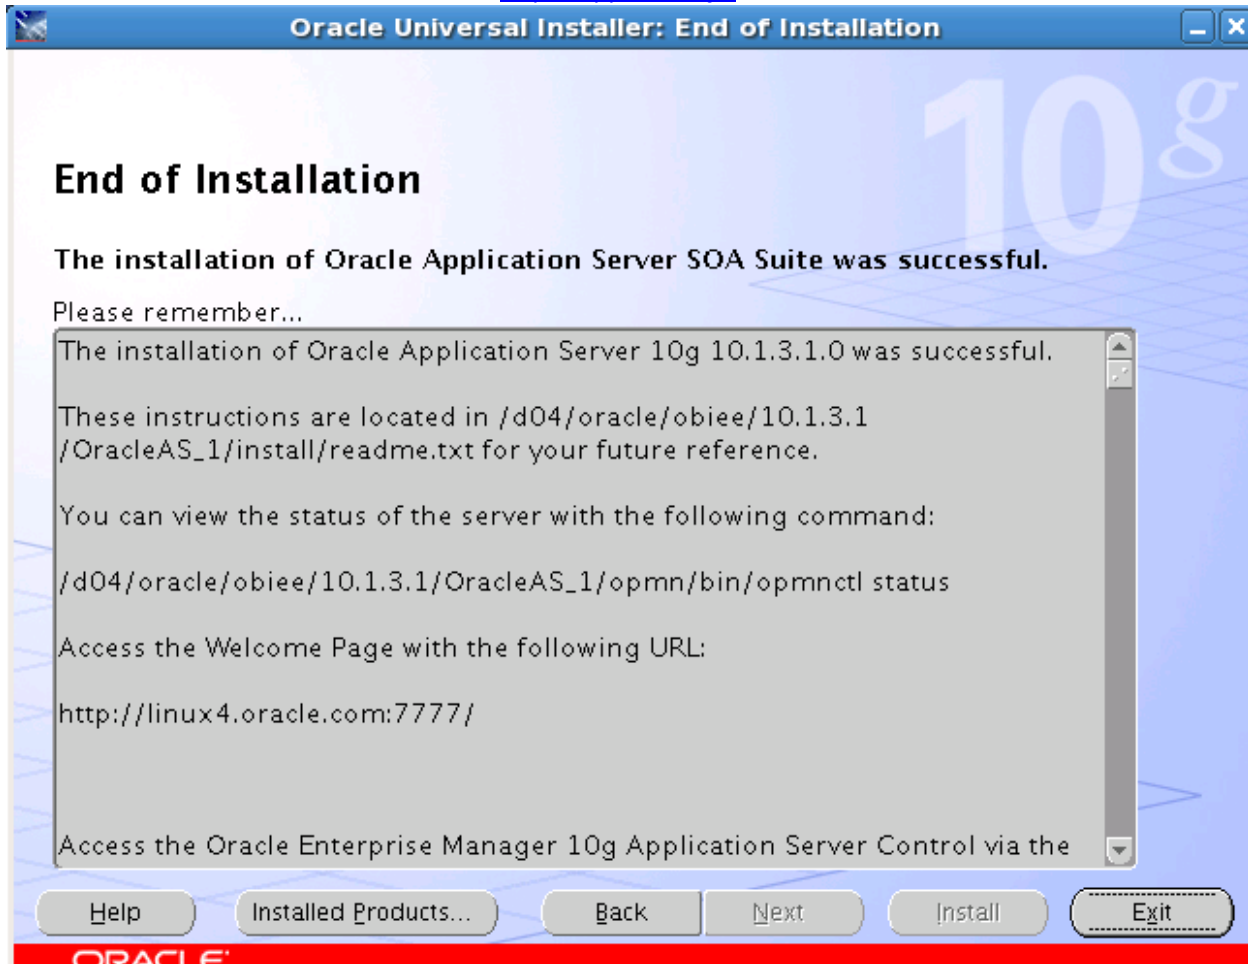 Oracle Universal Installer: End of Installation
10g
End of Installation
The installation of Oracle Application Server SOA Suite was successful.
Please remember...
The installation of Oracle Application Server 10g 10.1.3.1.0 was successful.
These instructions are located in /d04/oracle/obiee/10.1.3.1
/OracleAS_1/install/readme.txt for your future reference.
You can view the status of the server with the following command:
/d04/oracle/obiee/10.1.3.1/OracleAS_1/opmn/bin/opmnctl status
Access the Welcome Page with the following URL:
http://linux4.oracle.com:7777/
Access the Oracle Enterprise Manager 10g Application Server Control via the
Help Installed Products... Back Next Install Exit
ORACLE